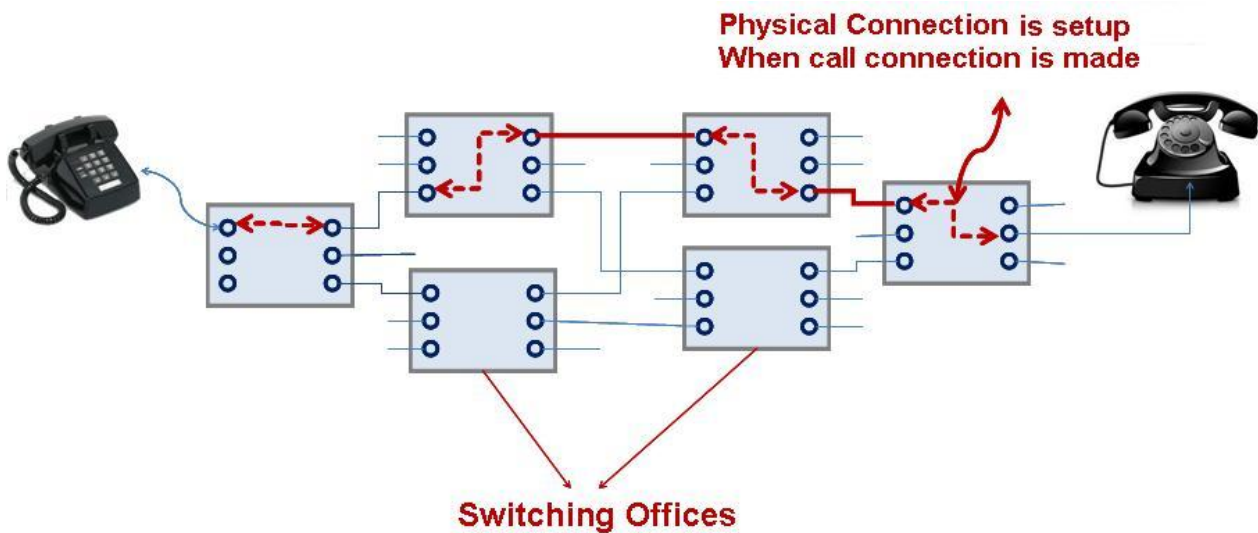 Physical Connection is setup
When call connection is made
Switching Offices